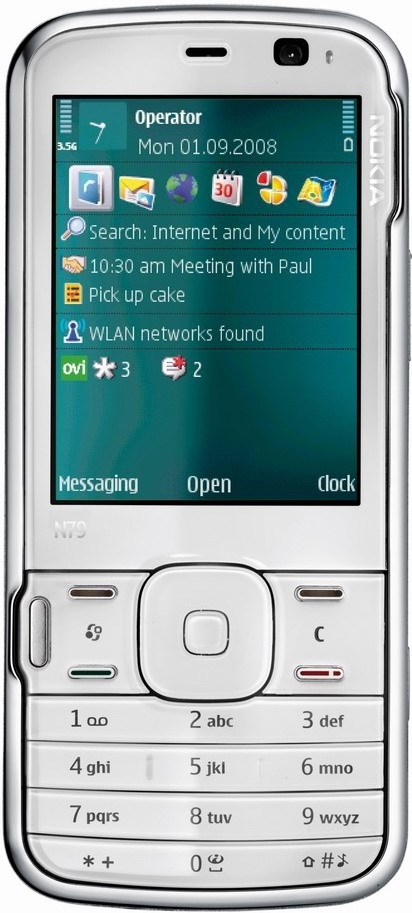 NOKIA
3.5G
Operator
Mon 01.09.2008
30
Search: Internet and My content
10:30 am Meeting with Paul
Pick up cake
WLAN networks found
ovi 3 2
Messaging Open Clock
N79
C
1 2 abc 3 def
4 ghi 5 jkl 6 mno
7 pqrs 8 tuv 9 wxyz
* + 0 #